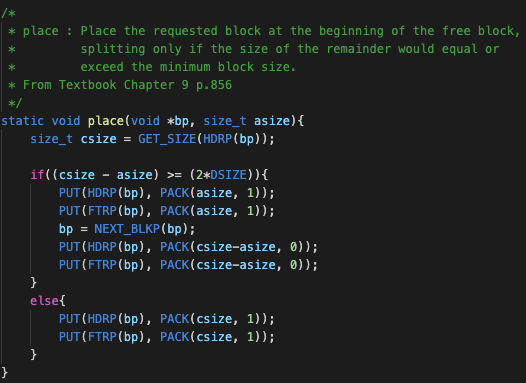 /*
 * place : Place the requested block at the beginning of the free block,
 *         splitting only if the size of the remainder would equal or
 *         exceed the minimum block size.
 * From Textbook Chapter 9 p.856
 */
static void place(void *bp, size_t asize){
    size_t csize = GET_SIZE(HDRP(bp));

    if((csize - asize) >= (2*DSIZE)){
        PUT(HDRP(bp), PACK(asize, 1));
        PUT(FTRP(bp), PACK(asize, 1));
        bp = NEXT_BLKP(bp);
        PUT(HDRP(bp), PACK(csize-asize, 0));
        PUT(FTRP(bp), PACK(csize-asize, 0));
    }
    else{
        PUT(HDRP(bp), PACK(csize, 1));
        PUT(FTRP(bp), PACK(csize, 1));
    }
}